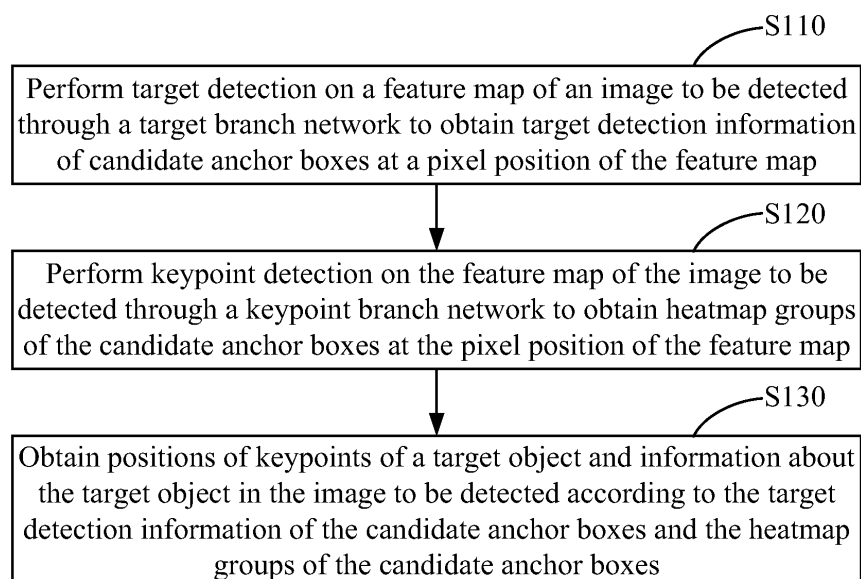 S110
Perform target detection on a feature map of an image to be detected
through a target branch network to obtain target detection information
of candidate anchor boxes at a pixel position of the feature map
S120
Perform keypoint detection on the feature map of the image to be
detected through a keypoint branch network to obtain heatmap groups
of the candidate anchor boxes at the pixel position of the feature map
S130
Obtain positions of keypoints of a target object and information about
the target object in the image to be detected according to the target
detection information of the candidate anchor boxes and the heatmap
groups of the candidate anchor boxes